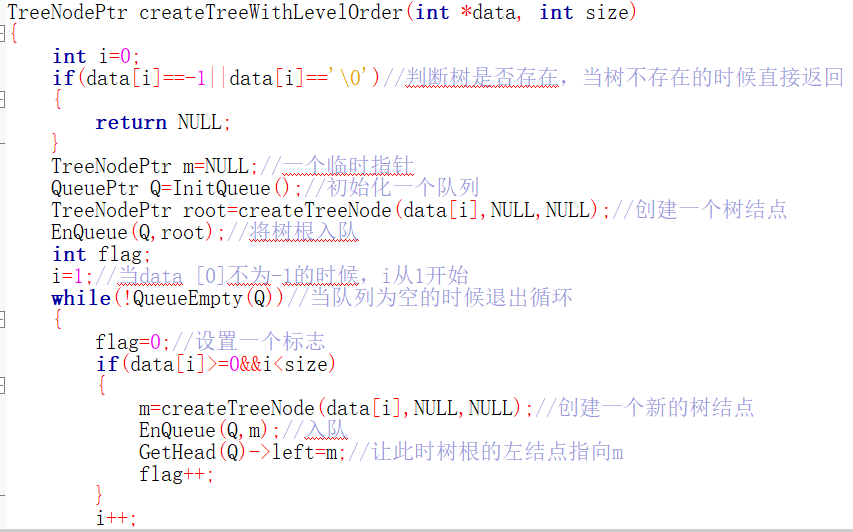 TreeNodePtr createTreeWithLevelOrder(int *data, int size)
{
int i=0;
if(data[i]==-1||data[i]=='\0')//判断树是否存在，当树不存在的时候直接返回
{
return NULL;
}
TreeNodePtr m=NULL;//一个临时指针
QueuePtr Q=InitQueue();//初始化一个队列
TreeNodePtr root=createTreeNode(data[i],NULL,NULL);//创建一个树结点
EnQueue(Q,root);//将树根入队
int flag;
i=1;//当data [0]不为-1的时候，i从1开始
while(!QueueEmpty(Q))//当队列为空的时候退出循环
{
flag=0;//设置一个标志
if(data[i]>=0&&i<size)
{
m=createTreeNode(data[i],NULL,NULL);//创建一个新的树结点
EnQueue(Q,m);//入队
GetHead(Q)->left=m;//让此时树根的左结点指向m
flag++;
}
i++;